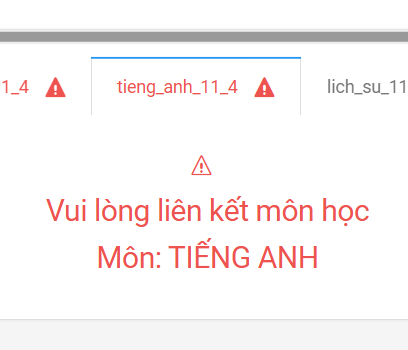 1_4 tieng_anh_11_4 lich_su_11
Vui lòng liên kết môn học
Môn: TIẾNG ANH